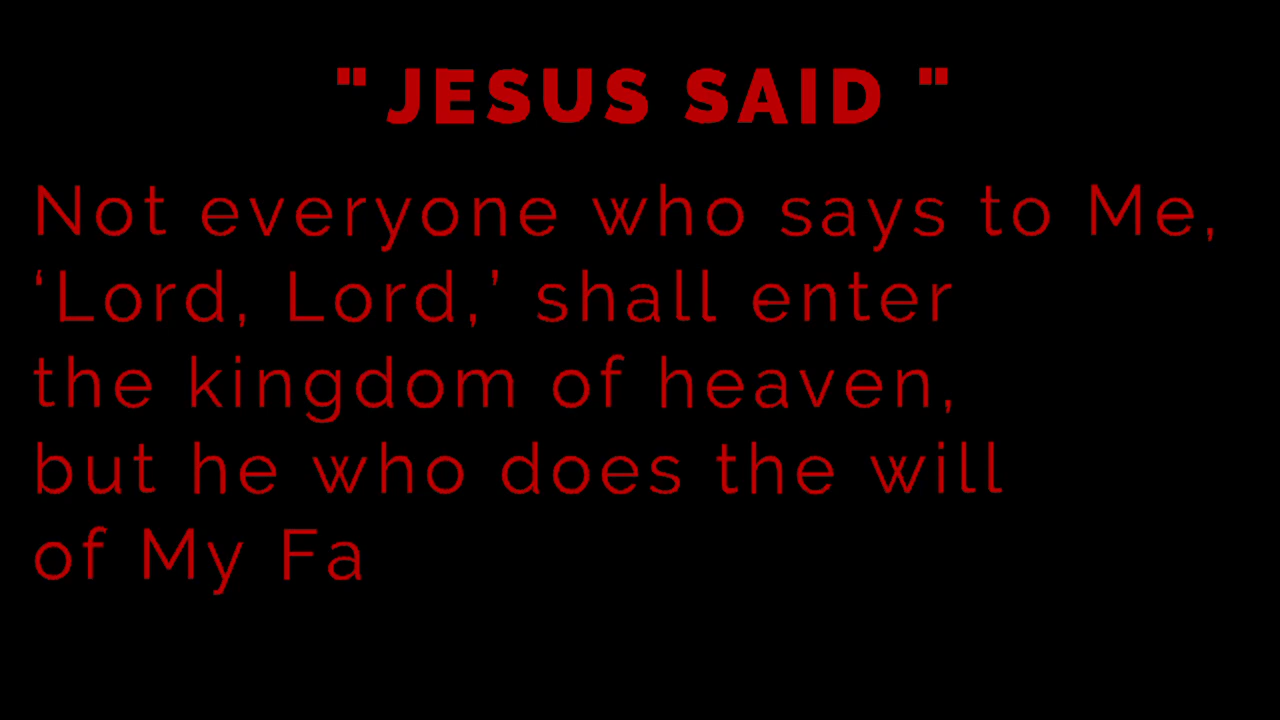 " JESUS SAID "
Not everyone who says to Me,
‘Lord, Lord,’ shall enter
the kingdom of heaven,
but he who does the will
of My Fa